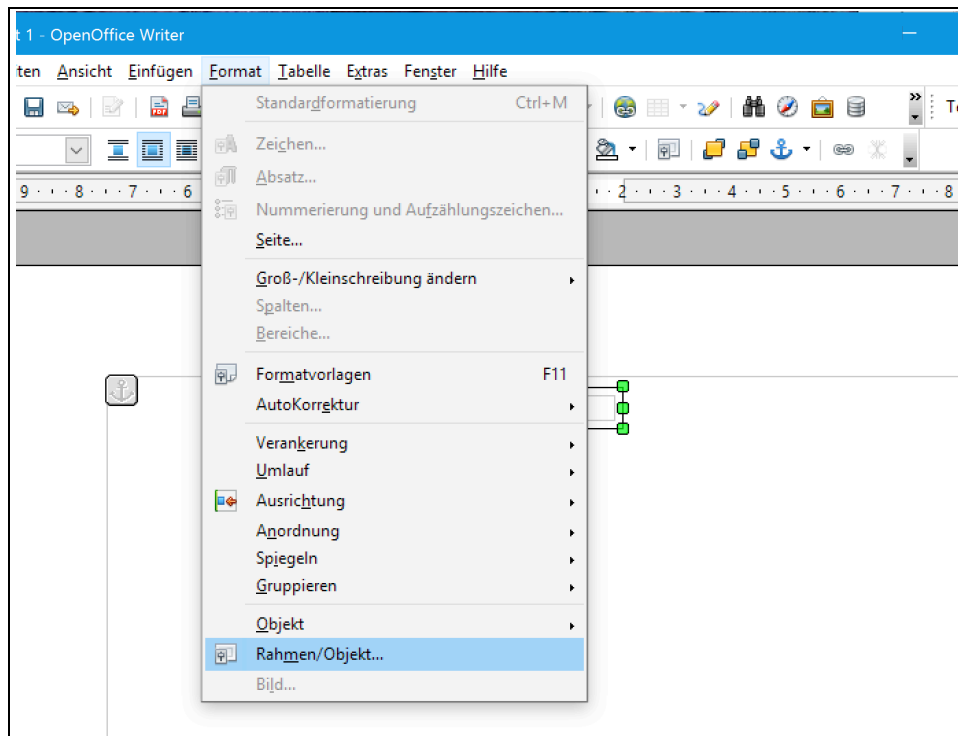 t 1 - OpenOffice Writer
ten Ansicht Einfügen Format Tabelle Extras Fenster Hilfe
9 8 7 6 2 3 4 5 6 7 8
Standardformatierung Ctrl+M
Zeichen...
Absatz...
Nummerierung und Aufzählungszeichen...
Seite...
Groß-/Kleinschreibung ändern
Spalten...
Bereiche...
Formatvorlagen F11
AutoKorrektur
Verankerung
Umlauf
Ausrichtung
Anordnung
Spiegeln
Gruppieren
Objekt
Rahmen/Objekt...
Bild...